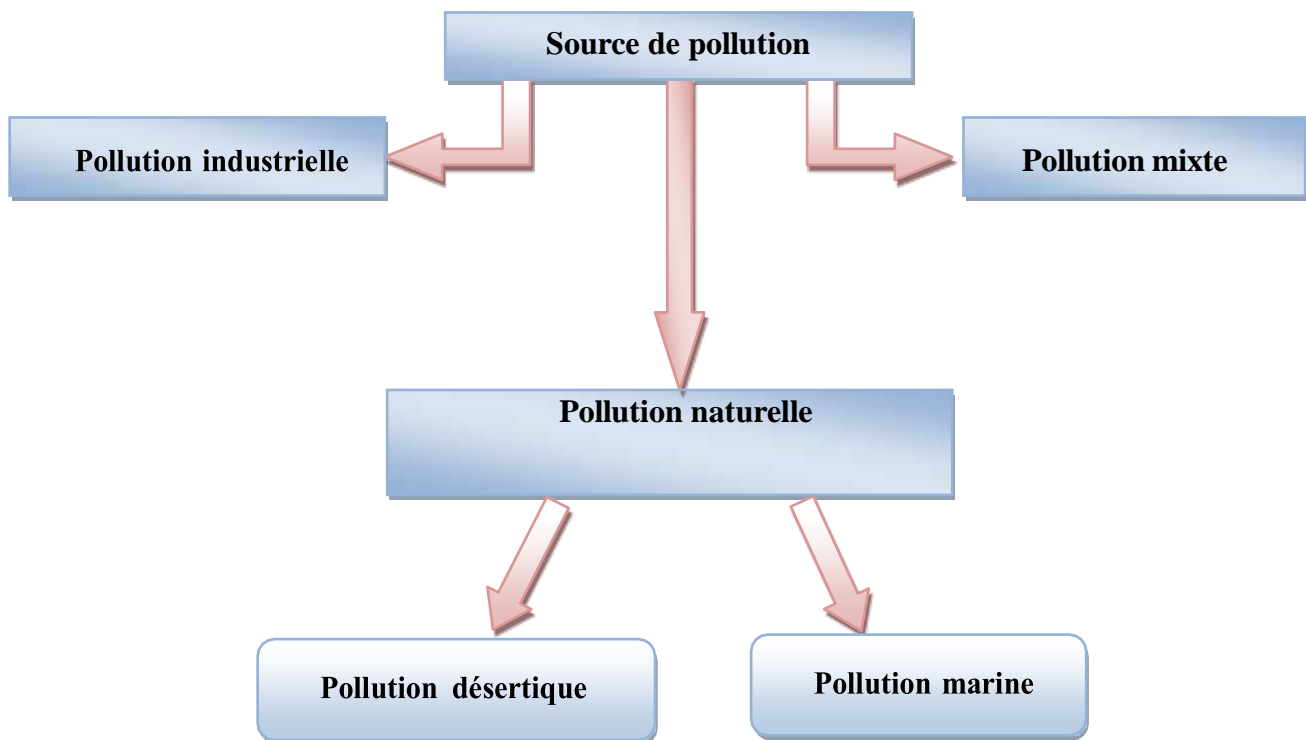 Source de pollution
Pollution industrielle
Pollution mixte
Pollution naturelle
Pollution désertique
Pollution marine